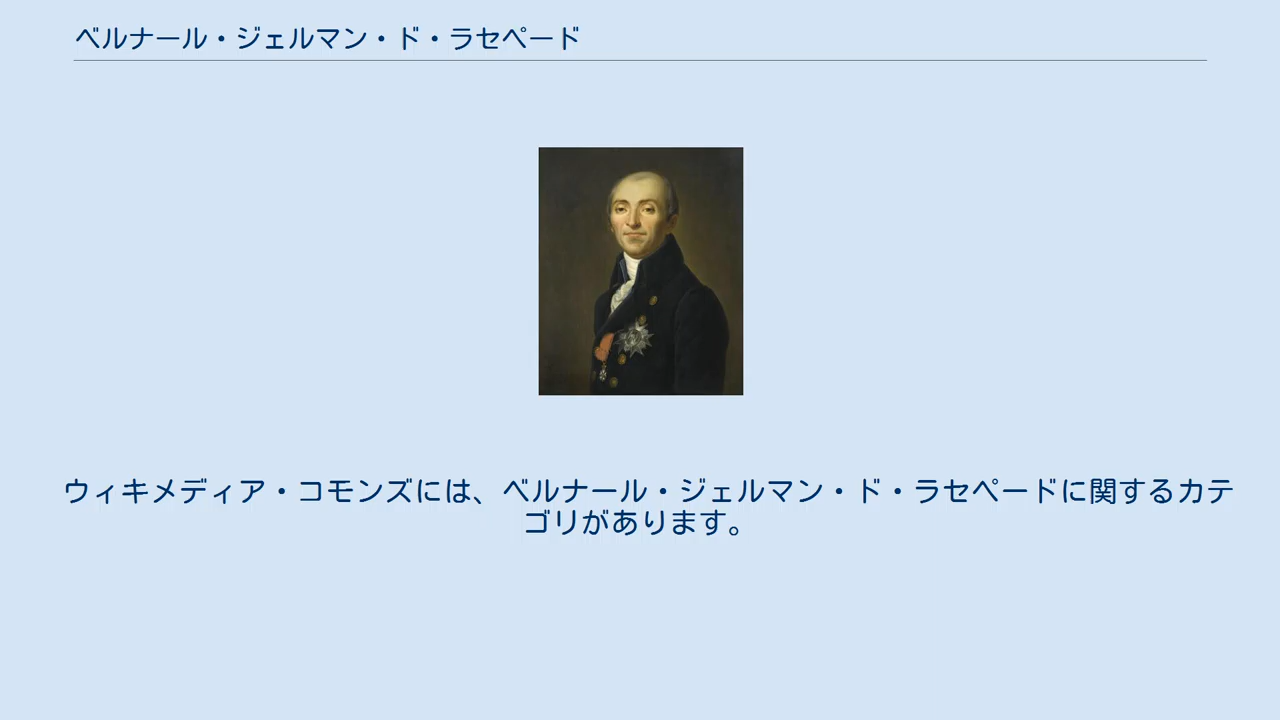 ベルナール・ジェルマン・ド・ラセペード
ウィキメディア・コモンズには、ベルナール・ジェルマン・ド・ラセペードに関するカテ
ゴリがあります。